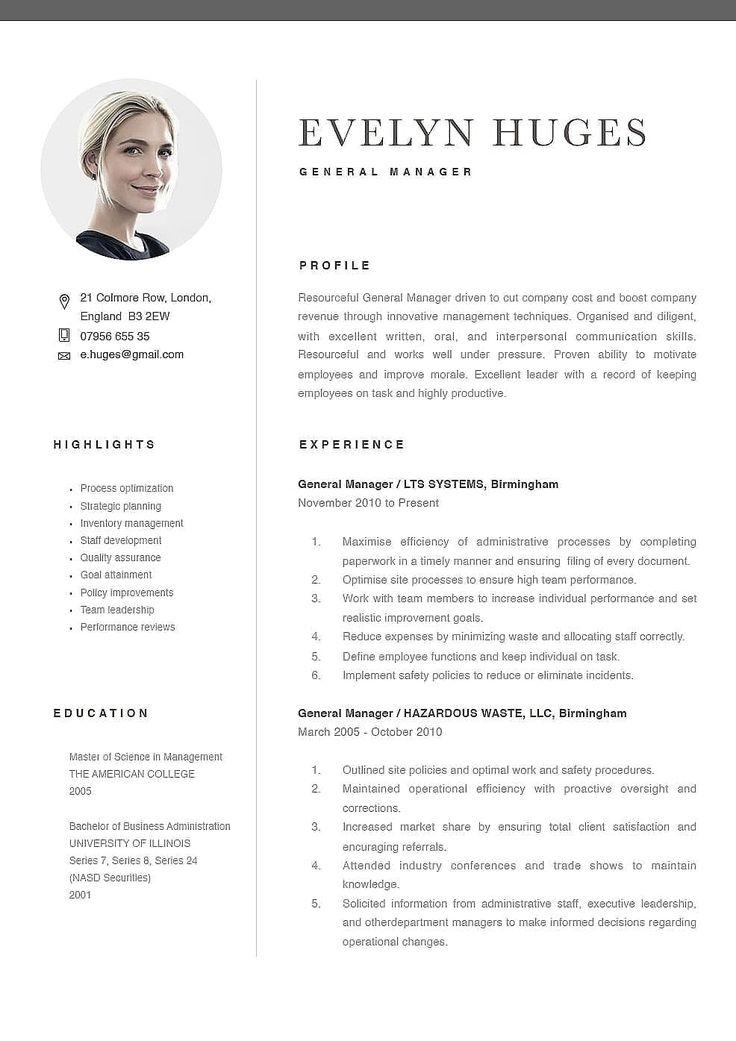 EVELYN HUGES
GENERAL MANAGER
21 Colmore Row, London,
England B3 2EW
07956 655 35
e.huges@gmail.com
HIGHLIGHTS
• Process optimization
• Strategic planning
• Inventory management
• Staff development
• Quality assurance
• Goal attainment
• Policy improvements
• Team leadership
• Performance reviews
EDUCATION
Master of Science in Management
THE AMERICAN COLLEGE
2005
Bachelor of Business Administration
UNIVERSITY OF ILLINOIS
Series 7, Series 8, Series 24
(NASD Securities)
2001
PROFILE
Resourceful General Manager driven to cut company cost and boost company
revenue through innovative management techniques. Organised and diligent,
with excellent written, oral, and interpersonal communication skills.
Resourceful and works well under pressure. Proven ability to motivate
employees and improve morale. Excellent leader with a record of keeping
employees on task and highly productive.
EXPERIENCE
General Manager / LTS SYSTEMS, Birmingham
November 2010 to Present
1. Maximise efficiency of administrative processes by completing
paperwork in a timely manner and ensuring filing of every document.
2. Optimise site processes to ensure high team performance.
3. Work with team members to increase individual performance and set
realistic improvement goals.
4. Reduce expenses by minimizing waste and allocating staff correctly.
5. Define employee functions and keep individual on task.
6. Implement safety policies to reduce or eliminate incidents.
General Manager / HAZARDOUS WASTE, LLC, Birmingham
March 2005 - October 2010
1. Outlined site policies and optimal work and safety procedures.
2. Maintained operational efficiency with proactive oversight and
corrections.
3. Increased market share by ensuring total client satisfaction and
encuraging referrals.
4. Attended industry conferences and trade shows to maintain
knowledge.
5. Solicited information from administrative staff, executive leadership,
and otherdepartment managers to make informed decisions regarding
operational changes.